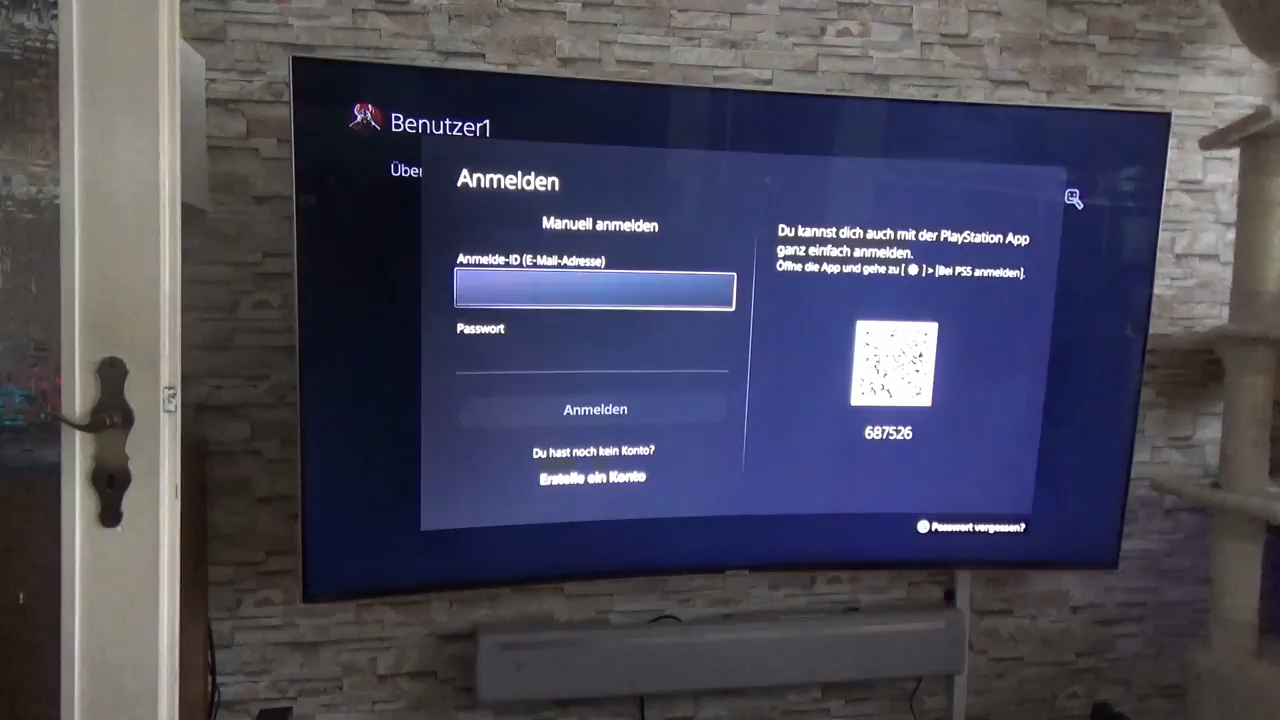 Benutzer1
Über
Anmelden
Manuell anmelden
Anmelde-ID (E-Mail-Adresse)
Passwort
Anmelden
Du hast noch kein Konto?
Erstelle ein Konto
Du kannst dich auch mit der PlayStation App
ganz einfach anmelden.
Öffne die App und gehe zu [ ] > [Bei PS5 anmelden].
687526
Passwort vergessen?